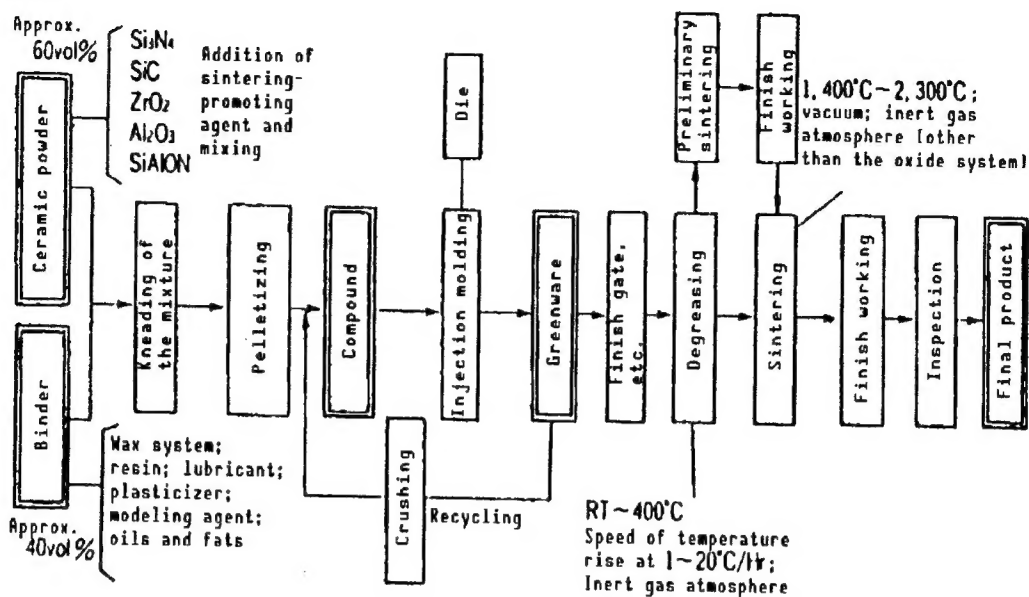 Approx.
60vol%
Si₃N₄
SiC
ZrO₂
Al₂O₃
SiAlON
Addition of
sintering-
promoting
agent and
mixing
Ceramic powder
Binder
Approx.
40vol%
Wax system;
resin; lubricant;
plasticizer;
modeling agent;
oils and fats
Kneading of
the mixture
Pelletizing
Compound
Crushing
Recycling
Die
Injection molding
Greenware
Finish gate,
etc.
Degreasing
RT~400°C
Speed of temperature
rise at 1~20°C/Hr;
Inert gas atmosphere
Preliminary
sintering
Finish
working
1,400°C~2,300°C;
vacuum; inert gas
atmosphere [other
than the oxide system]
Sintering
Finish working
Inspection
Final product